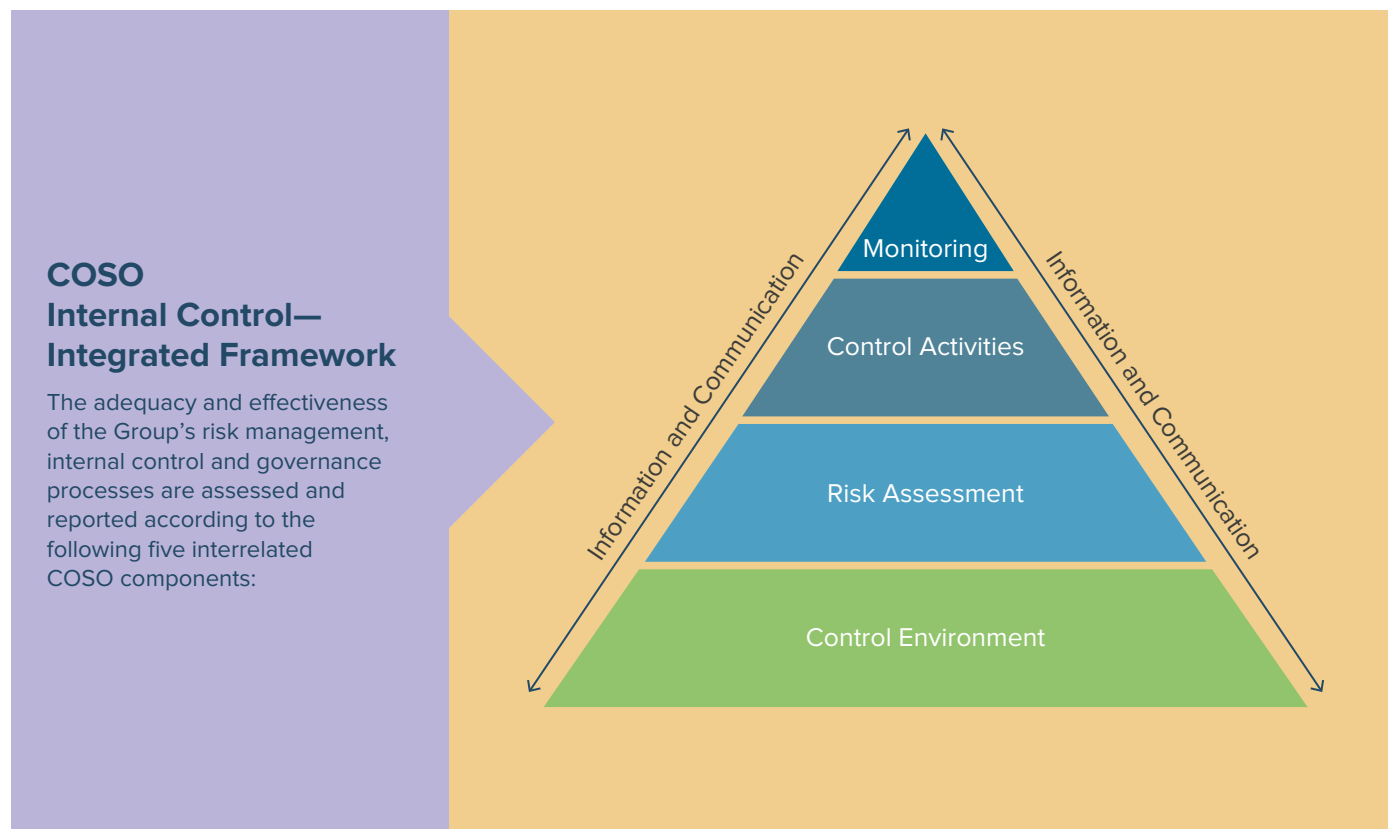 COSO
Internal Control—
Integrated Framework
The adequacy and effectiveness
of the Group’s risk management,
internal control and governance
processes are assessed and
reported according to the
following five interrelated
COSO components:
Information and Communication
Information and Communication
Monitoring
Control Activities
Risk Assessment
Control Environment